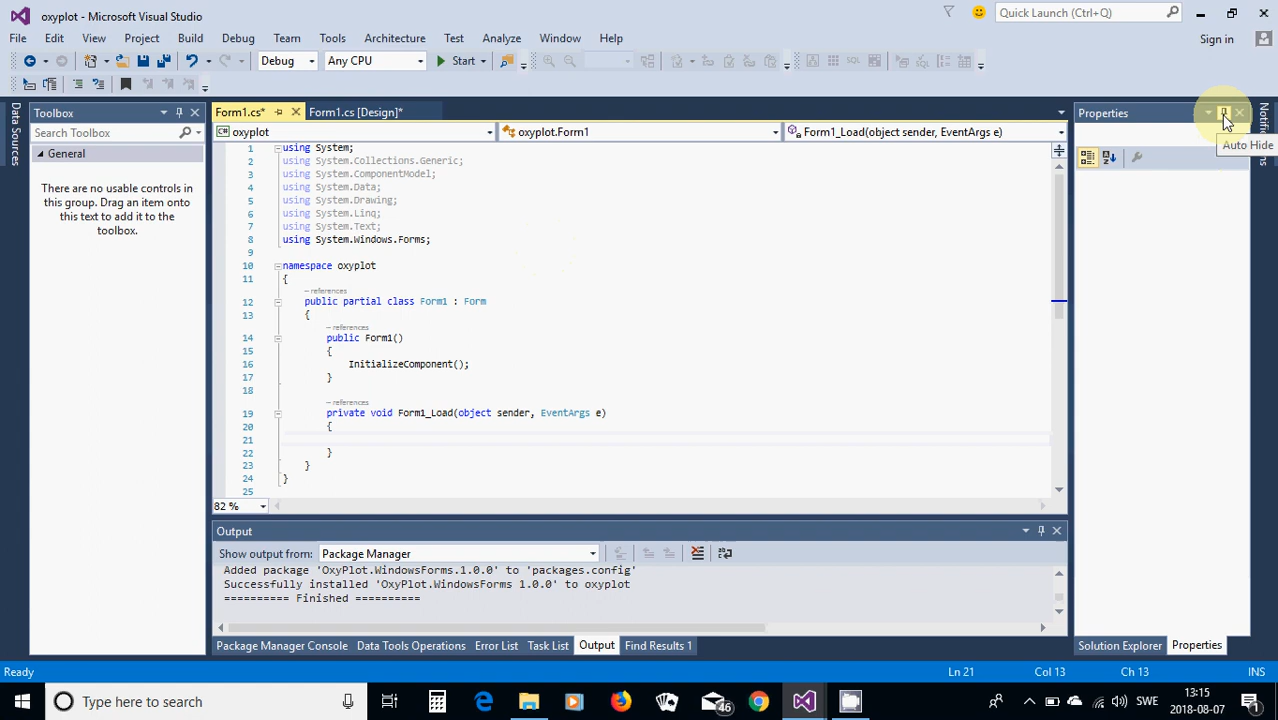 oxyplot - Microsoft Visual Studio
Quick Launch (Ctrl+Q)
File Edit View Project Build Debug Team Tools Architecture Test Analyze Window Help
Sign in
Debug Any CPU Start
Data Sources
Toolbox
Search Toolbox
General
There are no usable controls in
this group. Drag an item onto
this text to add it to the
toolbox.
Form1.cs* Form1.cs [Design]*
oxyplot oxyplot.Form1 Form1_Load(object sender, EventArgs e)
1 using System;
2 using System.Collections.Generic;
3 using System.ComponentModel;
4 using System.Data;
5 using System.Drawing;
6 using System.Linq;
7 using System.Text;
8 using System.Windows.Forms;
9
10 namespace oxyplot
11 {
– references
12 public partial class Form1 : Form
13 {
– references
14 public Form1()
15 {
16 InitializeComponent();
17 }
18
– references
19 private void Form1_Load(object sender, EventArgs e)
20 {
21
22 }
23 }
24 }
25
82 %
Output
Show output from: Package Manager
Added package 'OxyPlot.WindowsForms.1.0.0' to 'packages.config'
Successfully installed 'OxyPlot.WindowsForms 1.0.0' to oxyplot
========== Finished ==========
Package Manager Console Data Tools Operations Error List Task List Output Find Results 1
Properties
Auto Hide
Solution Explorer Properties
Ready Ln 21 Col 13 Ch 13 INS
Type here to search
46
SWE
13:15
2018-08-07
1